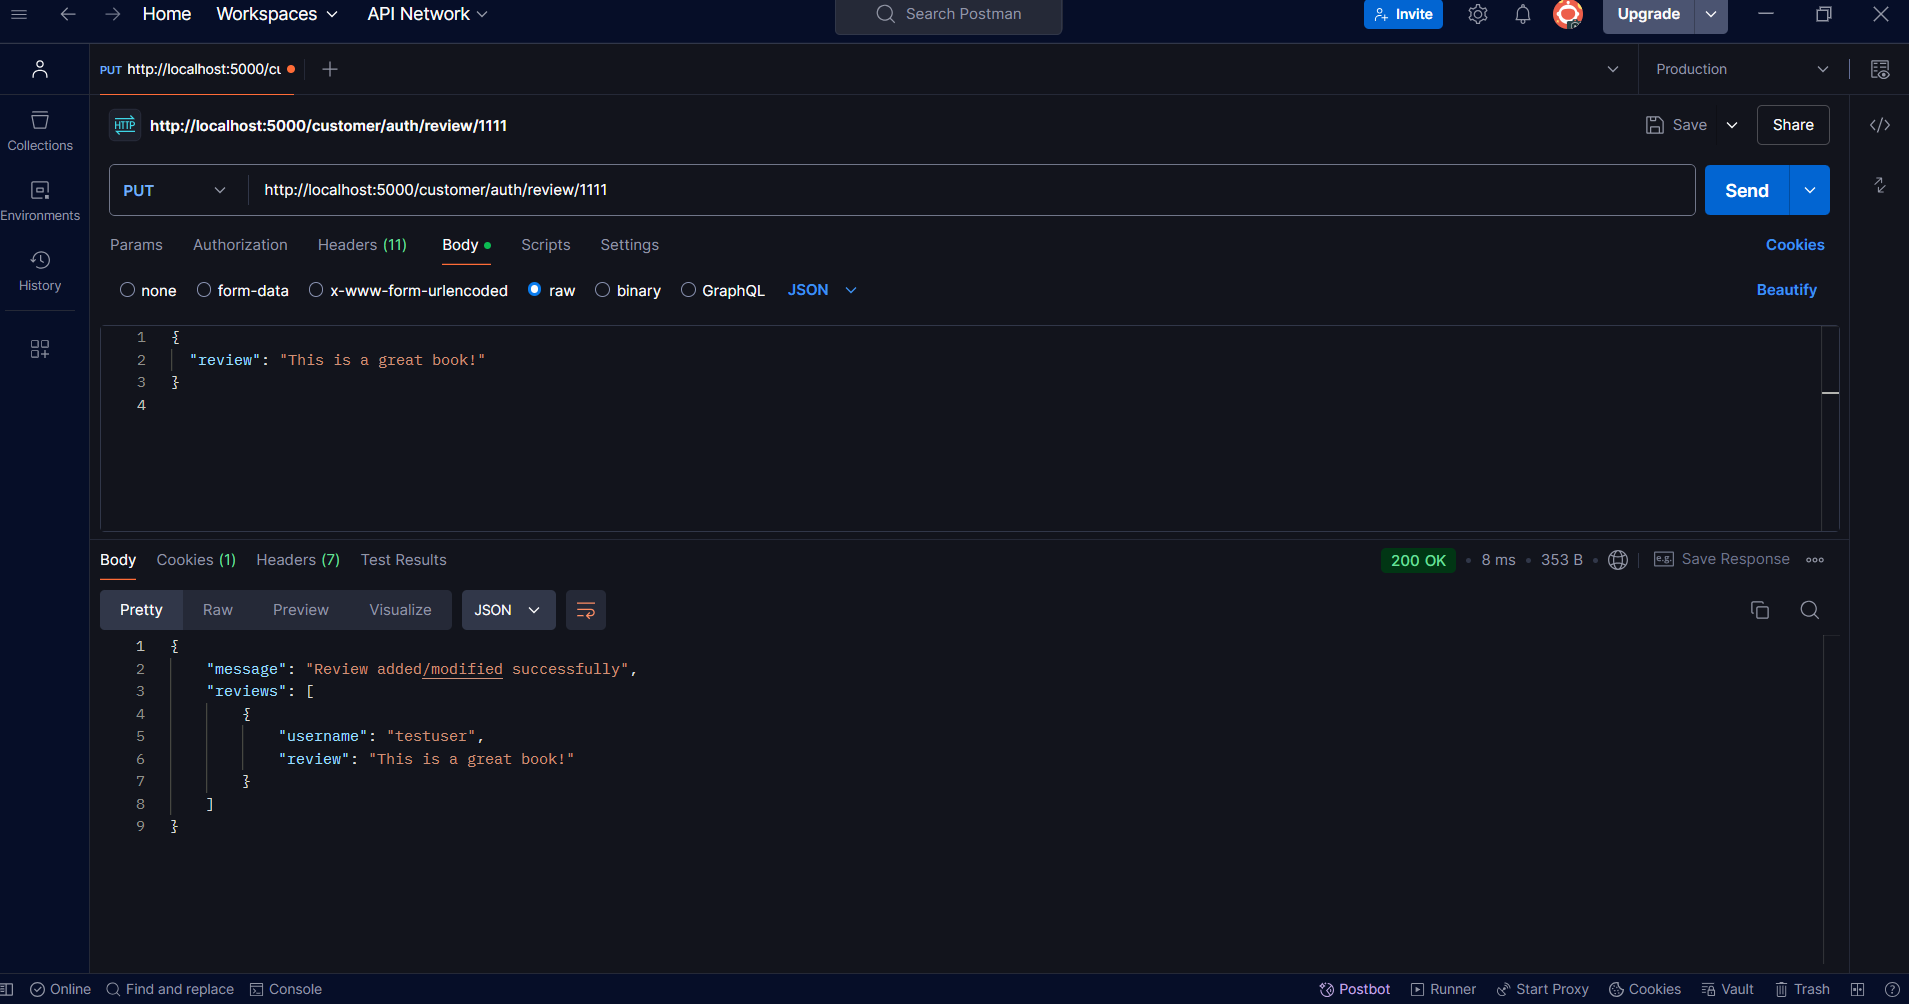 Home Workspaces API Network Search Postman Invite Upgrade
PUT http://localhost:5000/cu Production
HTTP http://localhost:5000/customer/auth/review/1111 Save Share
Collections
PUT http://localhost:5000/customer/auth/review/1111 Send
Environments
Params Authorization Headers (11) Body Scripts Settings Cookies
History
none form-data x-www-form-urlencoded raw binary GraphQL JSON Beautify
1 {
2 "review": "This is a great book!"
3 }
4
Body Cookies (1) Headers (7) Test Results 200 OK • 8 ms • 353 B • e.g. Save Response
Pretty Raw Preview Visualize JSON
1 {
2 "message": "Review added/modified successfully",
3 "reviews": [
4 {
5 "username": "testuser",
6 "review": "This is a great book!"
7 }
8 ]
9 }
Online Find and replace Console Postbot Runner Start Proxy Cookies Vault Trash